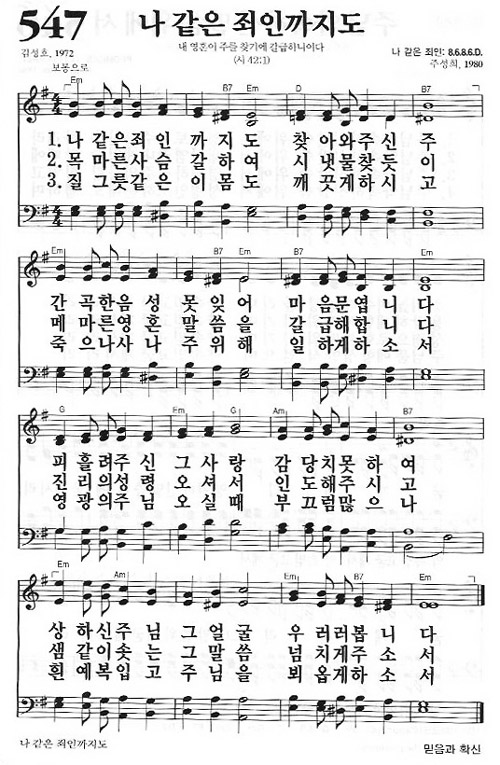 547 나 같은 죄인까지도
내 영혼이 주를 찾기에 갈급하니이다
(시 42:1)
김성호, 1972
보통으로
나 같은 죄인: 8.6.8.6.D.
주성희, 1980
Em B7 Em D B7
1. 나 같은죄 인 까 지 도 찾 아와주 신 주
2. 목 마른사 슴 갈 하 여 시 냇물찾 듯 이
3. 질 그릇같 은 이 몸 에 깨 끗게하 시 고
Em B7 Em B7 Em
간 곡한음 성 못 잊 어 마 음문엽 니 다
메 마른영 혼 말 씀 을 갈 급해합 니 다
죽 으나사 나 주 위 해 일 하게하 소 서
G Em G Am B7
피 흘려주 신 그 사 랑 감 당치못 하 여
진 리의성 령 오 셔 서 인 도해주 시 고
영 광의주 님 오 실 때 부 끄럼많 으 나
Em Am Em B7 Em
상 하신주 님 그 얼 굴 우 러러봅 니 다
샘 같이솟 는 그 말 씀 넘 치게주 소 서
흰 예복입 고 주 님 을 뵈 옵게하 소 서
나 같은 죄인까지도
믿음과 확신